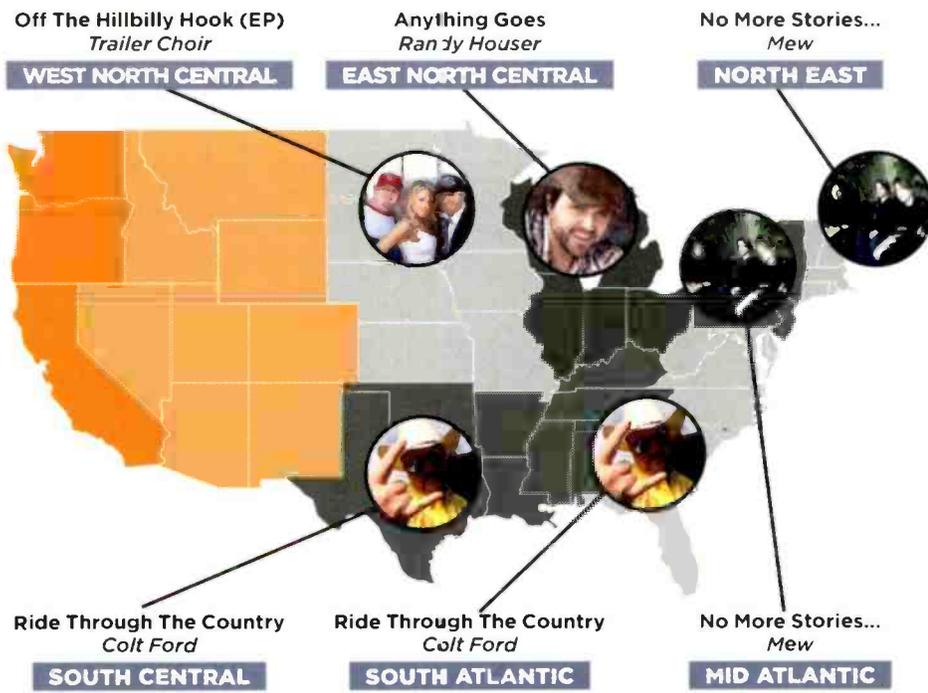 Off The Hillbilly Hook (EP)
Trailer Choir
WEST NORTH CENTRAL
Anything Goes
Randy Houser
EAST NORTH CENTRAL
No More Stories...
Mew
NORTH EAST
Ride Through The Country
Colt Ford
SOUTH CENTRAL
Ride Through The Country
Colt Ford
SOUTH ATLANTIC
No More Stories...
Mew
MID ATLANTIC